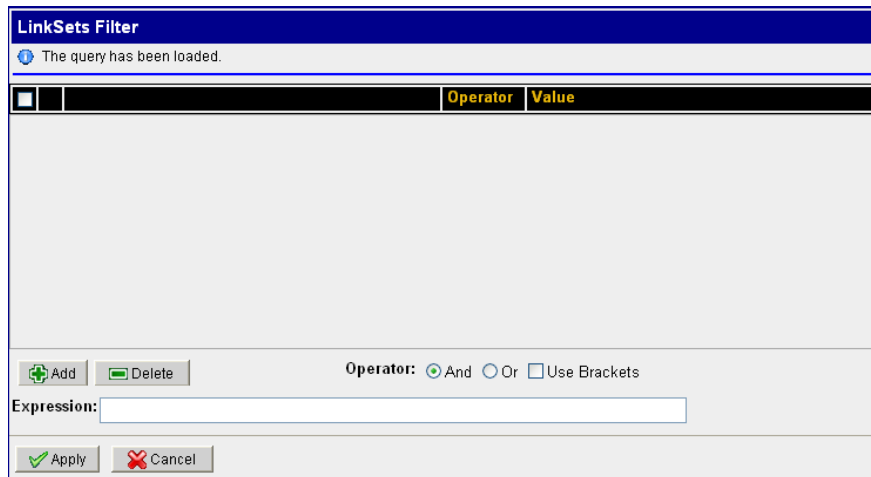 LinkSets Filter
The query has been loaded.
Operator Value
Add Delete Operator: And Or Use Brackets
Expression:
Apply Cancel